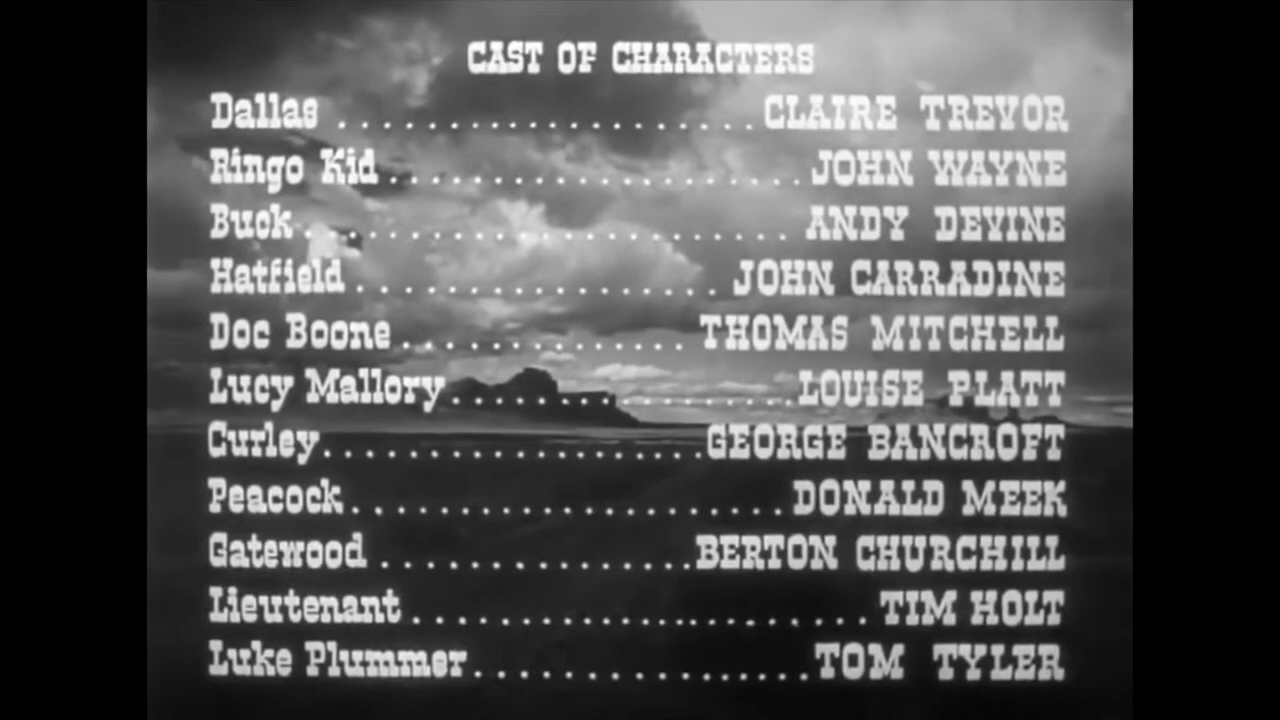 CAST OF CHARACTERS
Dallas . . . . . . . . . . . . . . . . . . . CLAIRE TREVOR
Ringo Kid . . . . . . . . . . . . . . . . . . . JOHN WAYNE
Buck . . . . . . . . . . . . . . . . . . . . . . ANDY DEVINE
Hatfield . . . . . . . . . . . . . . . . . JOHN CARRADINE
Doc Boone . . . . . . . . . . . . . THOMAS MITCHELL
Lucy Mallory . . . . . . . . . . . . . . . . LOUISE PLATT
Curley . . . . . . . . . . . . . . . . . . GEORGE BANCROFT
Peacock . . . . . . . . . . . . . . . . . . . . DONALD MEEK
Gatewood . . . . . . . . . . . . . . BERTON CHURCHILL
Lieutenant . . . . . . . . . . . . . . . . . . . . . TIM HOLT
Luke Plummer . . . . . . . . . . . . . . . TOM TYLER